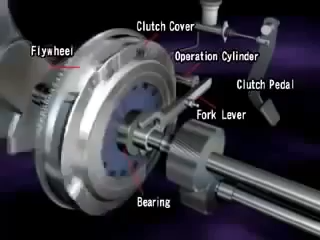 Clutch Cover
Flywheel
Operation Cylinder
Clutch Pedal
Fork Lever
Bearing